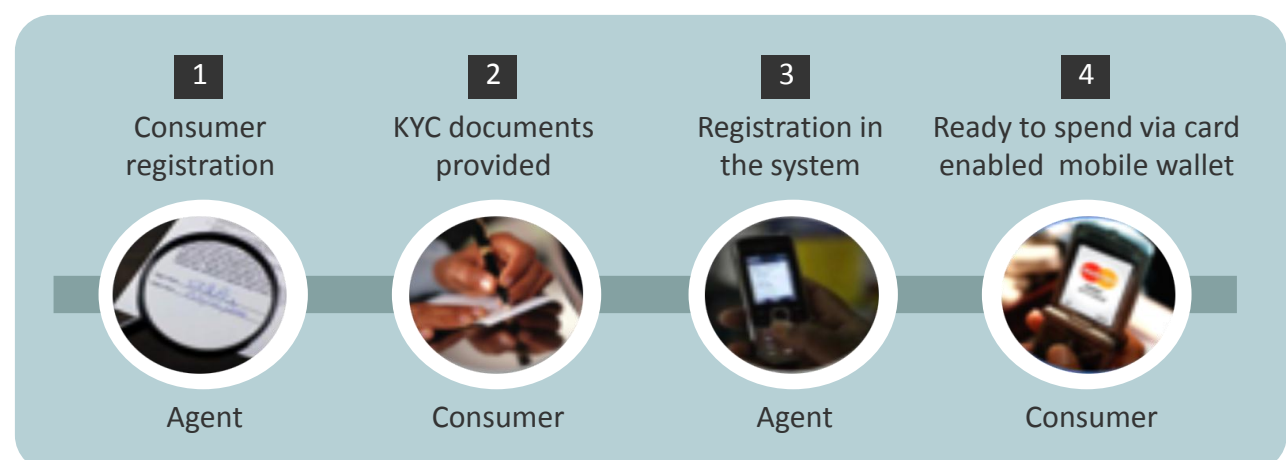 1
Consumer
registration
Agent
2
KYC documents
provided
Consumer
3
Registration in
the system
Agent
4
Ready to spend via card
enabled mobile wallet
Consumer